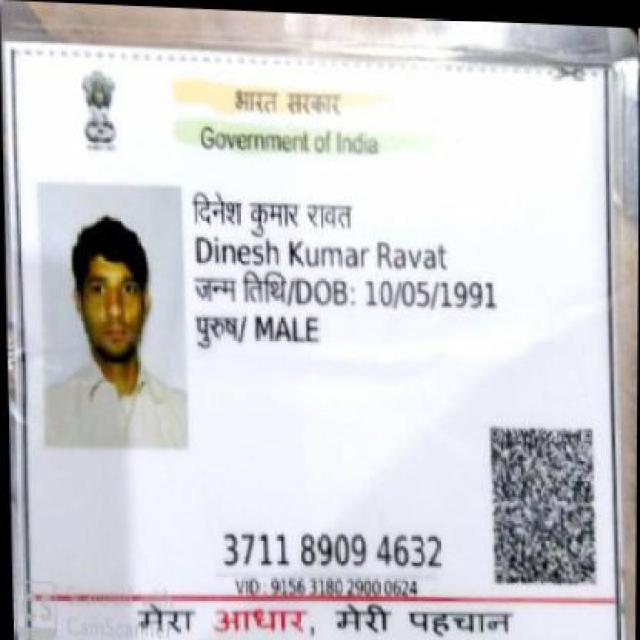 भारत सरकार
Government of India
दिनेश कुमार रावत
Dinesh Kumar Ravat
जन्म तिथि/DOB: 10/05/1991
पुरुष/ MALE
3711 8909 4632
VID: 9156 3180 2900 0624
मेरा आधार, मेरी पहचान
CamScanner